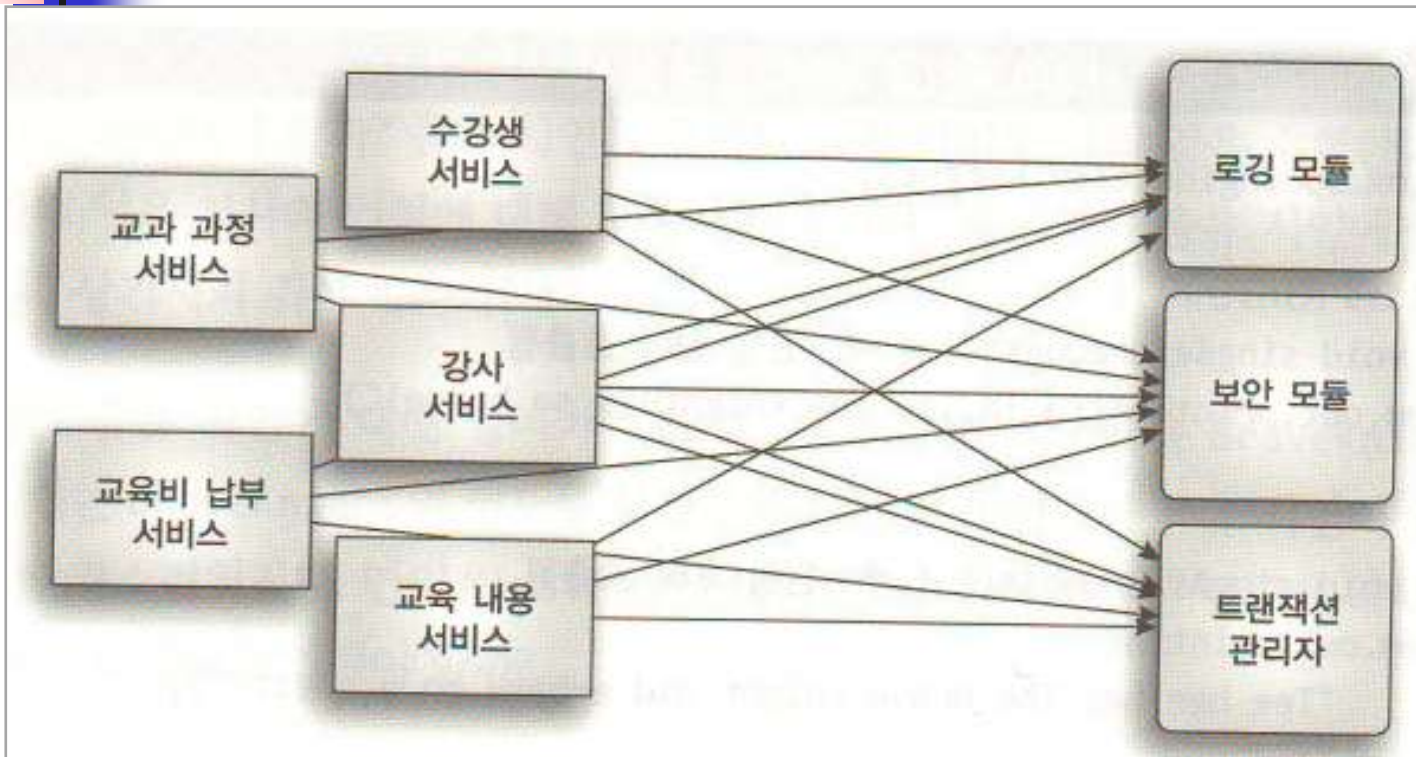 수강생
서비스
교과 과정
서비스
강사
서비스
교육비 납부
서비스
교육 내용
서비스
로깅 모듈
보안 모듈
트랜잭션
관리자